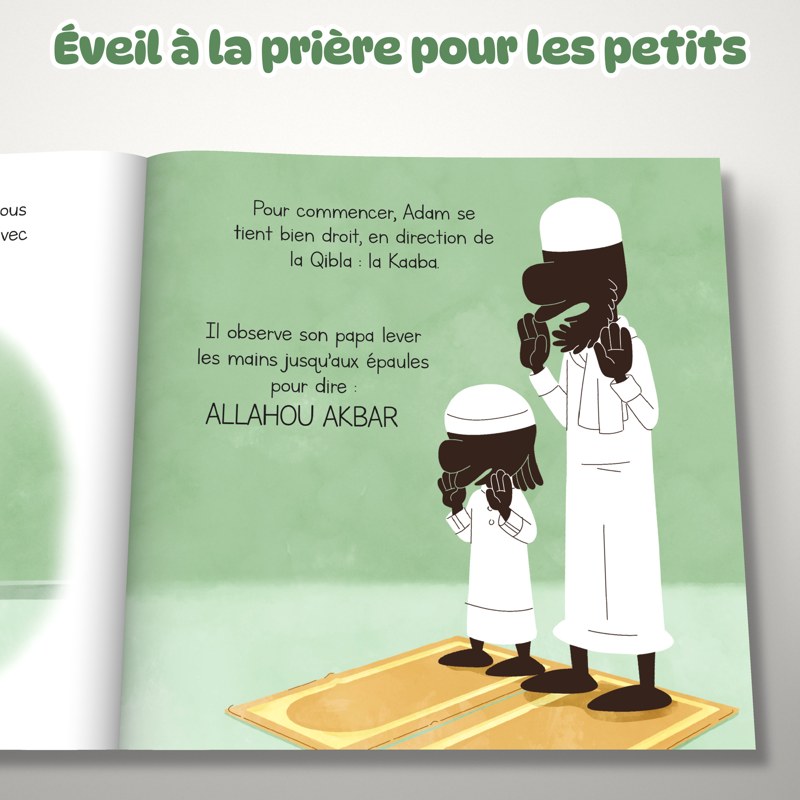 Éveil à la prière pour les petits
vec
Pour commencer, Adam se
tient bien droit, en direction de
la Qibla : la Kaaba.
Il observe son papa lever
les mains jusqu'aux épaules
pour dire :
ALLAHOU AKBAR